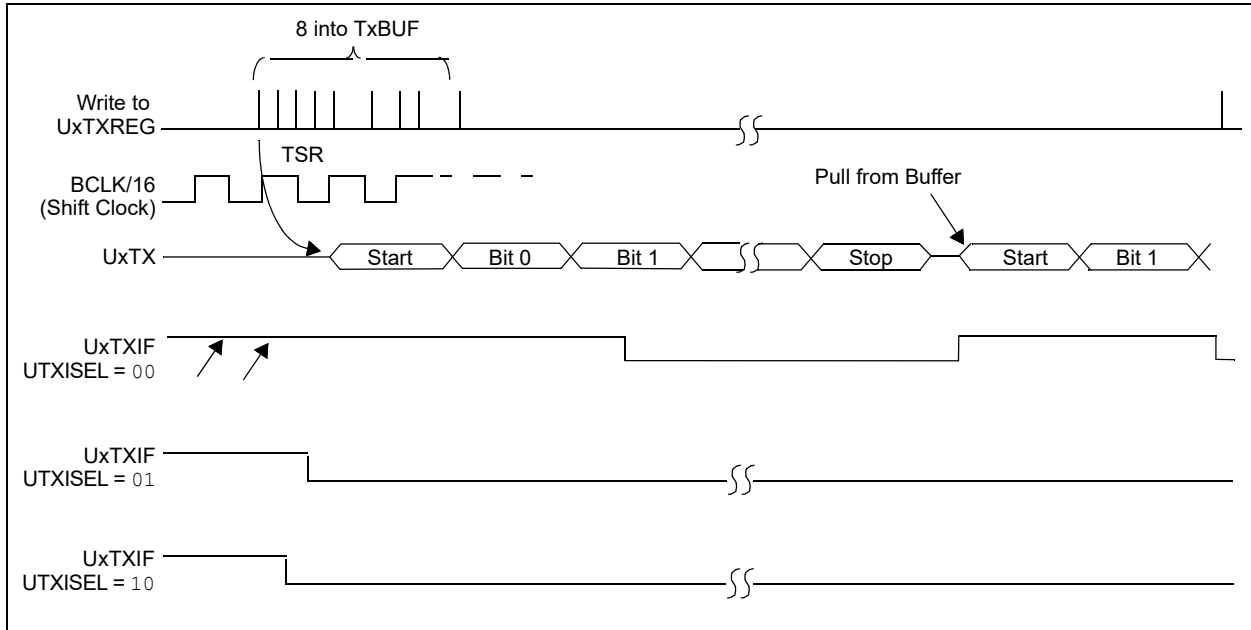 8 into TxBUF
Write to
UxTXREG
TSR
BCLK/16
(Shift Clock)
Pull from Buffer
UxTX
Start
Bit 0
Bit 1
Stop
Start
Bit 1
UxTXIF
UTXISEL = 00
UxTXIF
UTXISEL = 01
UxTXIF
UTXISEL = 10